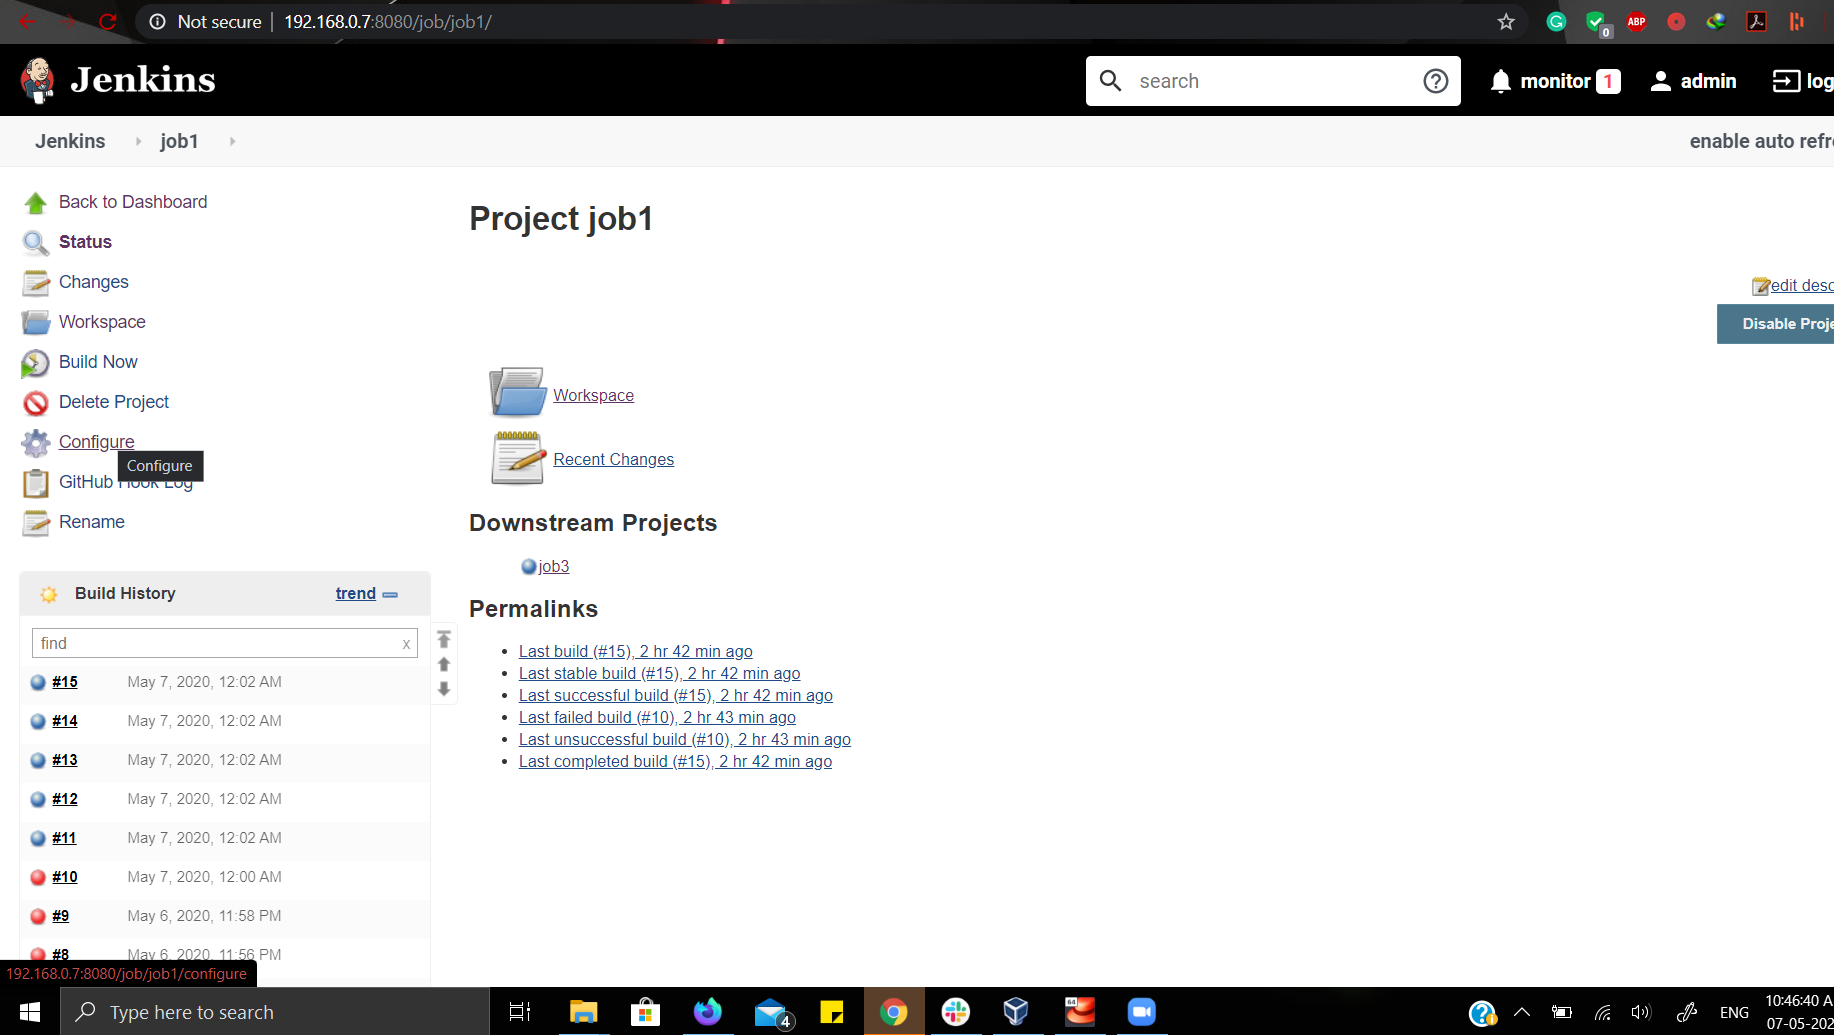 Not secure | 192.168.0.7:8080/job/job1/
0
ABP
Jenkins
search
monitor 1
admin
log
Jenkins
job1
enable auto refr
Back to Dashboard
Status
Changes
Workspace
Build Now
Delete Project
Configure
Configure
GitHub Hook Log
Rename
Project job1
edit desc
Disable Proje
Workspace
Recent Changes
Downstream Projects
job3
Permalinks
Last build (#15), 2 hr 42 min ago
Last stable build (#15), 2 hr 42 min ago
Last successful build (#15), 2 hr 42 min ago
Last failed build (#10), 2 hr 43 min ago
Last unsuccessful build (#10), 2 hr 43 min ago
Last completed build (#15), 2 hr 42 min ago
Build History
trend
find
x
#15 May 7, 2020, 12:02 AM
#14 May 7, 2020, 12:02 AM
#13 May 7, 2020, 12:02 AM
#12 May 7, 2020, 12:02 AM
#11 May 7, 2020, 12:02 AM
#10 May 7, 2020, 12:00 AM
#9 May 6, 2020, 11:58 PM
#8 May 6, 2020, 11:56 PM
192.168.0.7:8080/job/job1/configure
Type here to search
4
64
ENG
10:46:40 A
07-05-202